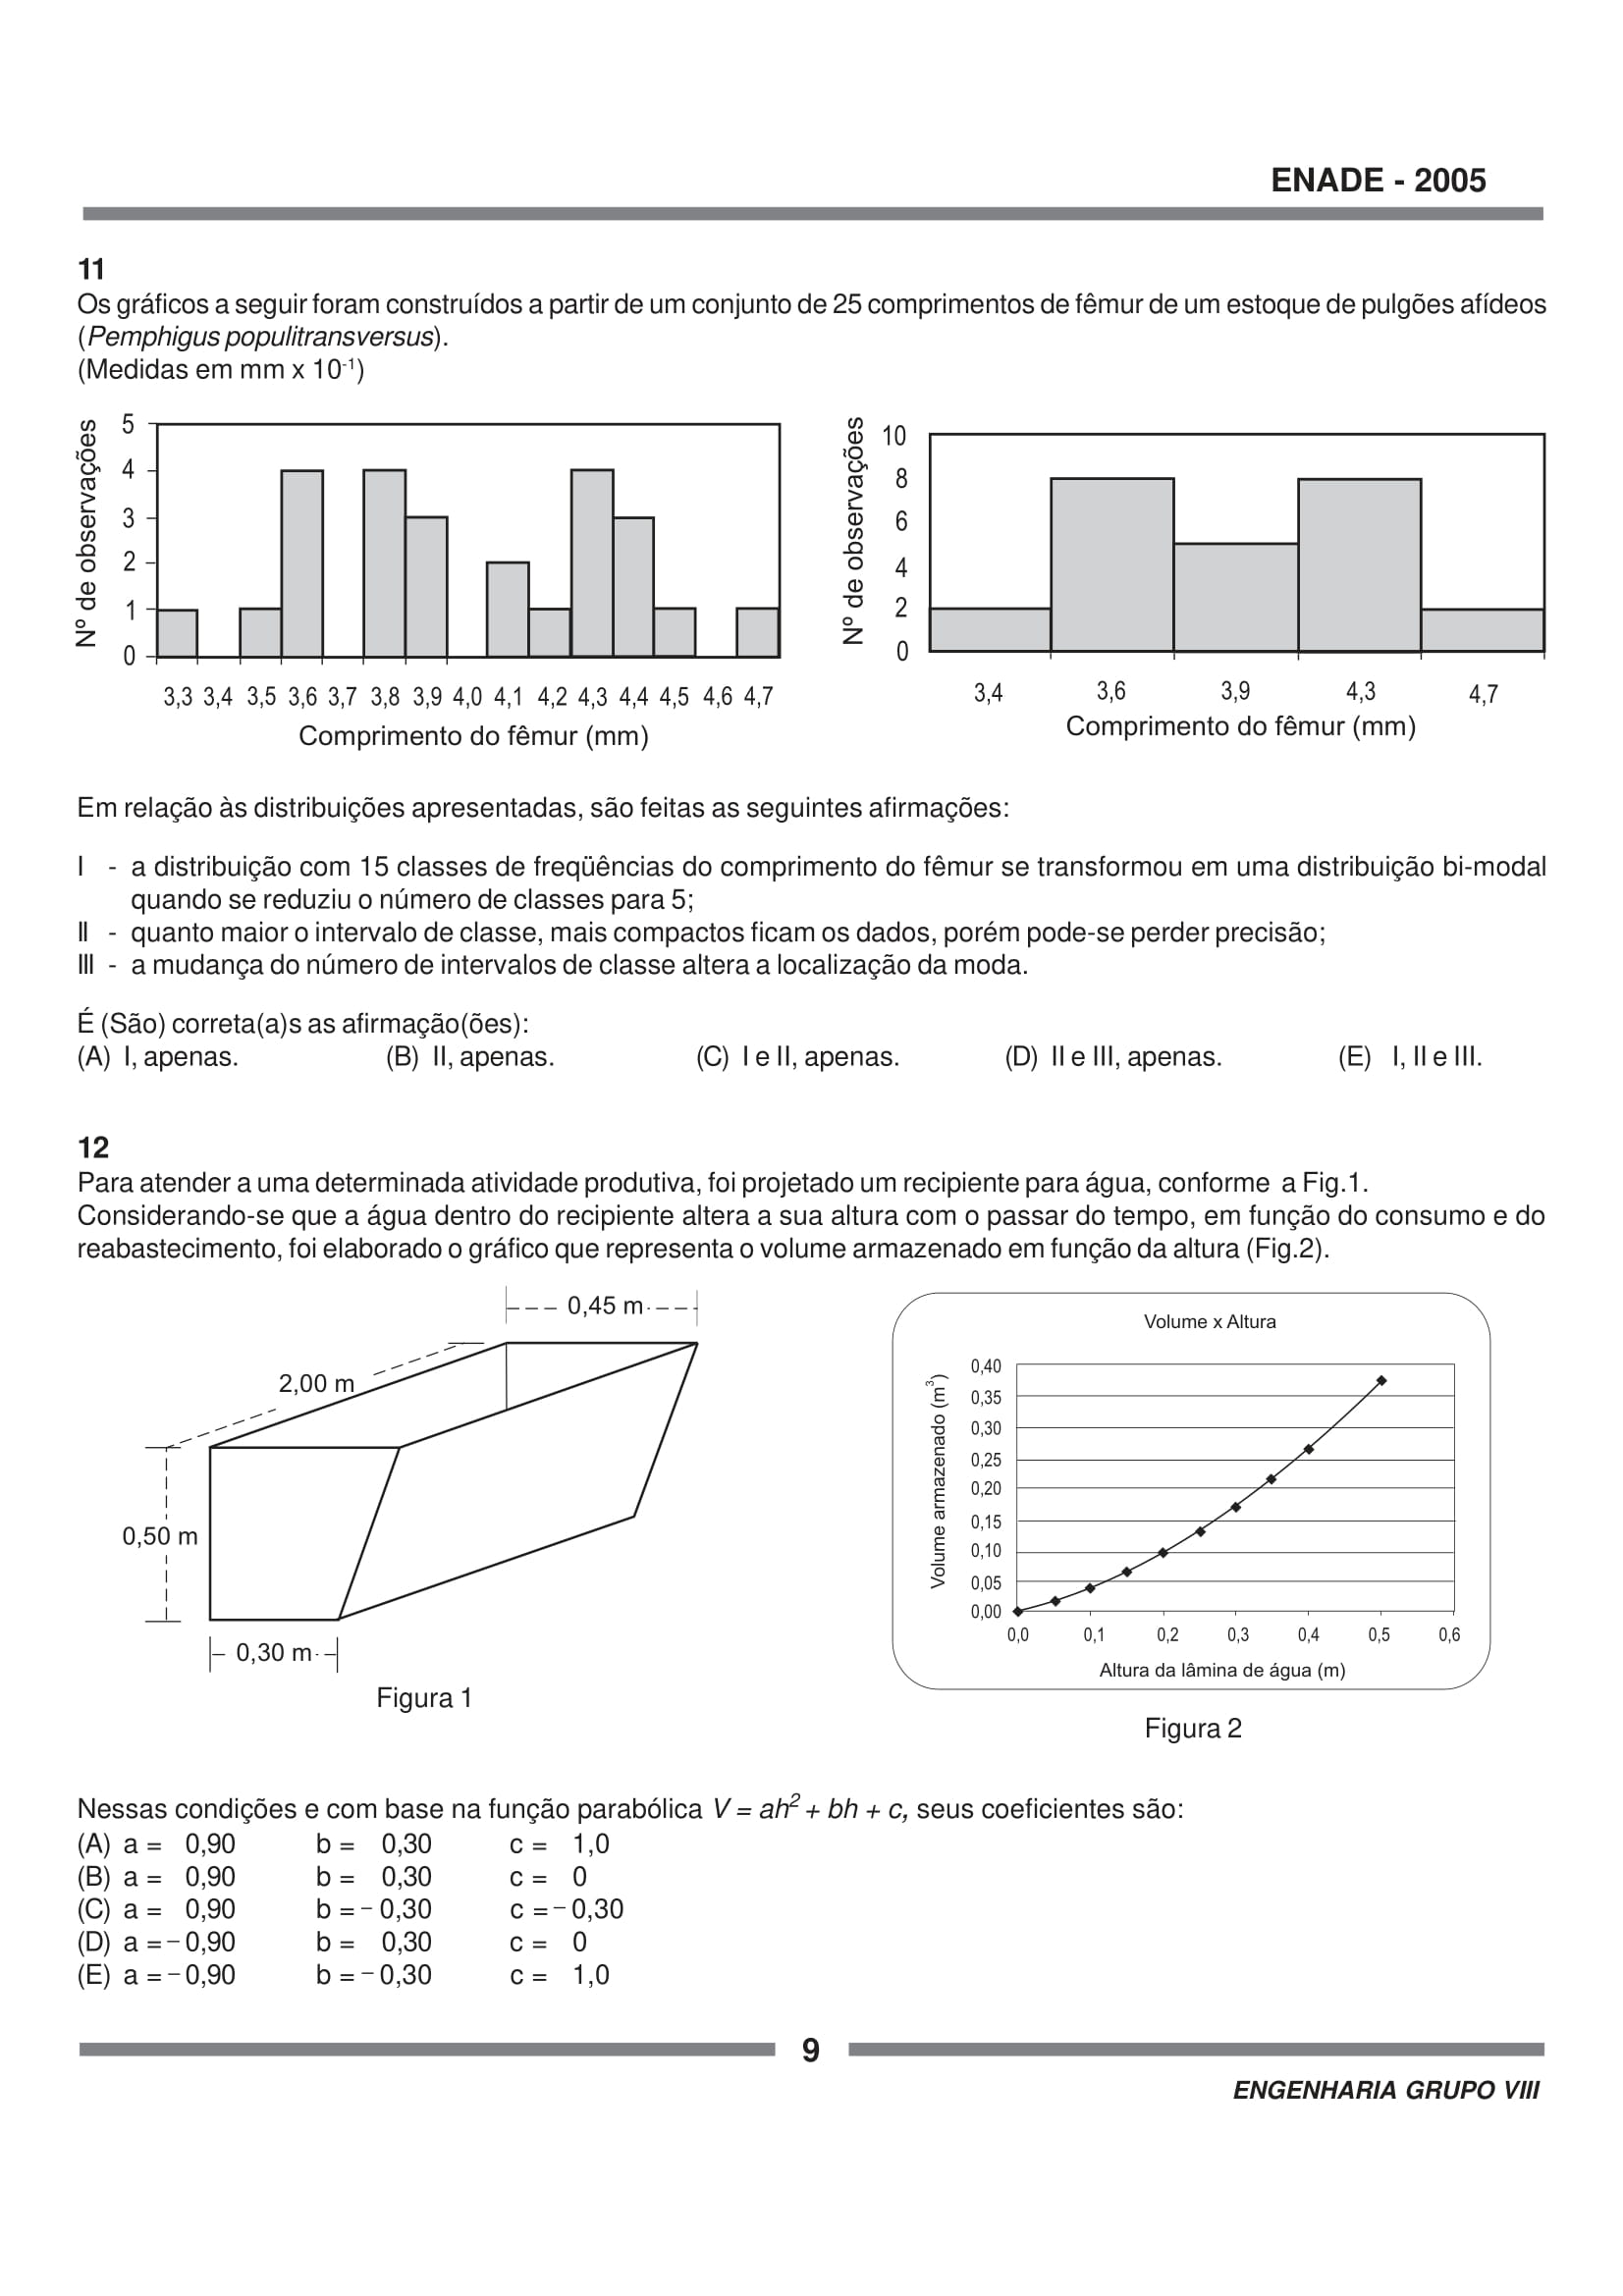 ENADE - 2005
11
Os gráficos a seguir foram construídos a partir de um conjunto de 25 comprimentos de fêmur de um estoque de pulgões afídeos
(Pemphigus populitransversus).
(Medidas em mm x 10-1)
Nº de observações
5
4
3
2
1
0
3,3 3,4 3,5 3,6 3,7 3,8 3,9 4,0 4,1 4,2 4,3 4,4 4,5 4,6 4,7
Comprimento do fêmur (mm)
Nº de observações
10
8
6
4
2
0
3,4 3,6 3,9 4,3 4,7
Comprimento do fêmur (mm)
Em relação às distribuições apresentadas, são feitas as seguintes afirmações:
I - a distribuição com 15 classes de freqüências do comprimento do fêmur se transformou em uma distribuição bi-modal
quando se reduziu o número de classes para 5;
II - quanto maior o intervalo de classe, mais compactos ficam os dados, porém pode-se perder precisão;
III - a mudança do número de intervalos de classe altera a localização da moda.
É (São) correta(a)s as afirmação(ões):
(A) I, apenas. (B) II, apenas. (C) I e II, apenas. (D) II e III, apenas. (E) I, II e III.
12
Para atender a uma determinada atividade produtiva, foi projetado um recipiente para água, conforme a Fig.1.
Considerando-se que a água dentro do recipiente altera a sua altura com o passar do tempo, em função do consumo e do
reabastecimento, foi elaborado o gráfico que representa o volume armazenado em função da altura (Fig.2).
0,45 m
2,00 m
0,50 m
0,30 m
Figura 1
Volume x Altura
Volume armazenado (m3)
0,40
0,35
0,30
0,25
0,20
0,15
0,10
0,05
0,00
0,0 0,1 0,2 0,3 0,4 0,5 0,6
Altura da lâmina de água (m)
Figura 2
Nessas condições e com base na função parabólica V = ah2 + bh + c, seus coeficientes são:
(A) a = 0,90 b = 0,30 c = 1,0
(B) a = 0,90 b = 0,30 c = 0
(C) a = 0,90 b = – 0,30 c = – 0,30
(D) a = – 0,90 b = 0,30 c = 0
(E) a = – 0,90 b = – 0,30 c = 1,0
9
ENGENHARIA GRUPO VIII